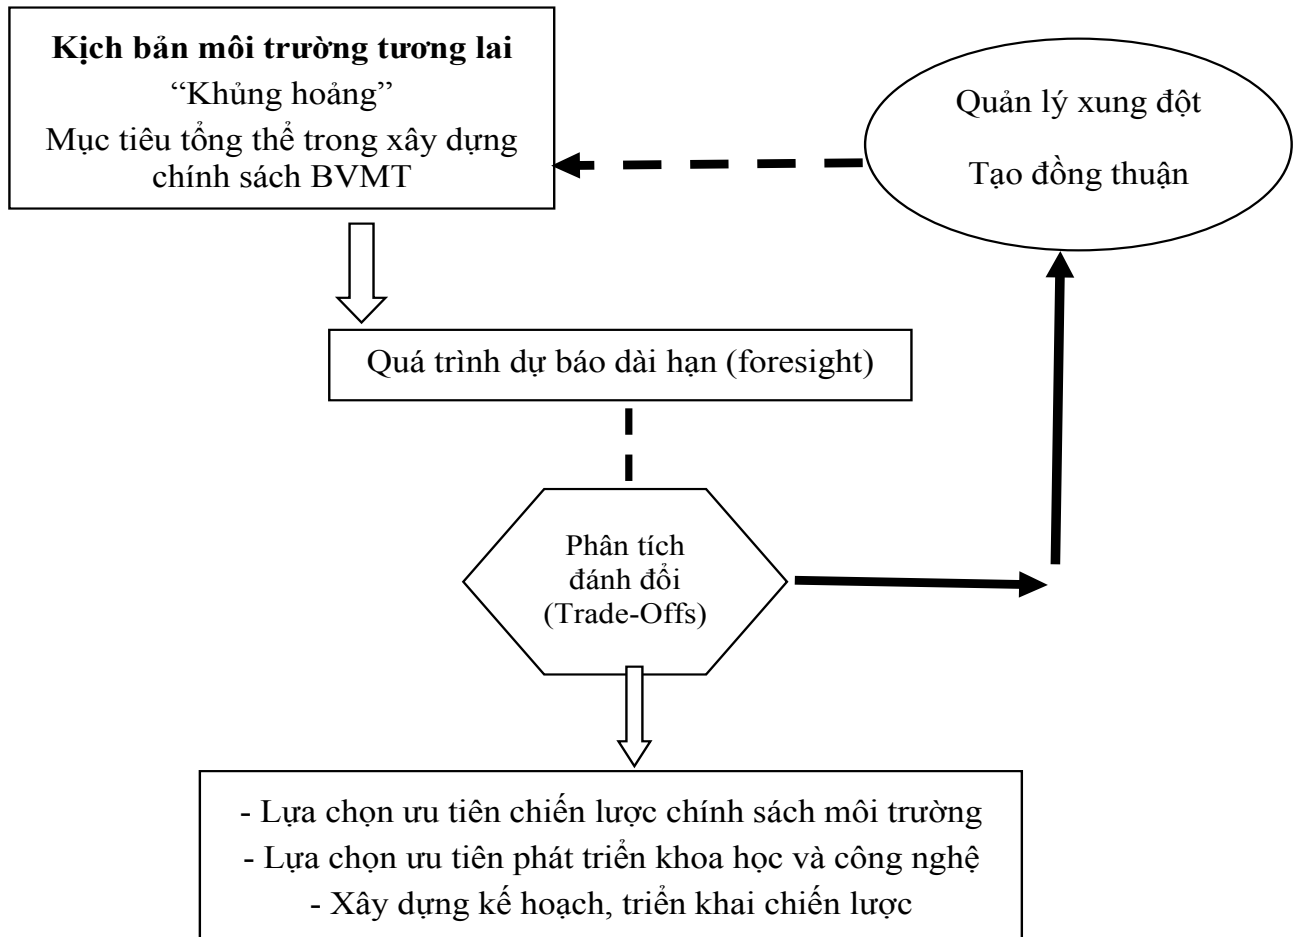 Kịch bản môi trường tương lai
“Khủng hoảng”
Mục tiêu tổng thể trong xây dựng
chính sách BVMT
Quản lý xung đột
Tạo đồng thuận
Quá trình dự báo dài hạn (foresight)
Phân tích
đánh đổi
(Trade-Offs)
- Lựa chọn ưu tiên chiến lược chính sách môi trường
- Lựa chọn ưu tiên phát triển khoa học và công nghệ
- Xây dựng kế hoạch, triển khai chiến lược